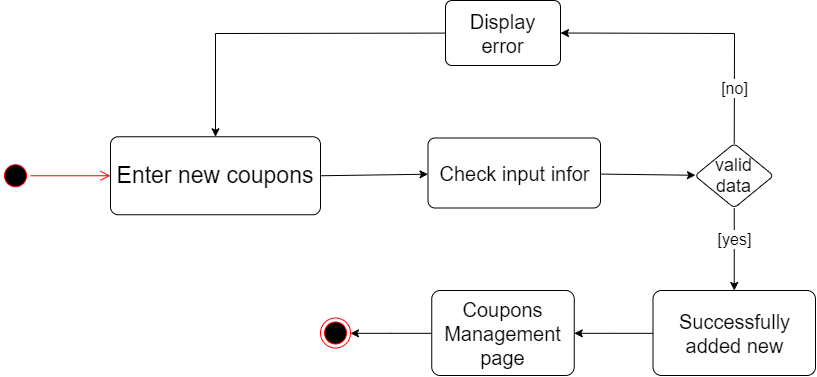 Display
error
[no]
Enter new coupons
Check input infor
valid
data
[yes]
Coupons
Management
page
Successfully
added new